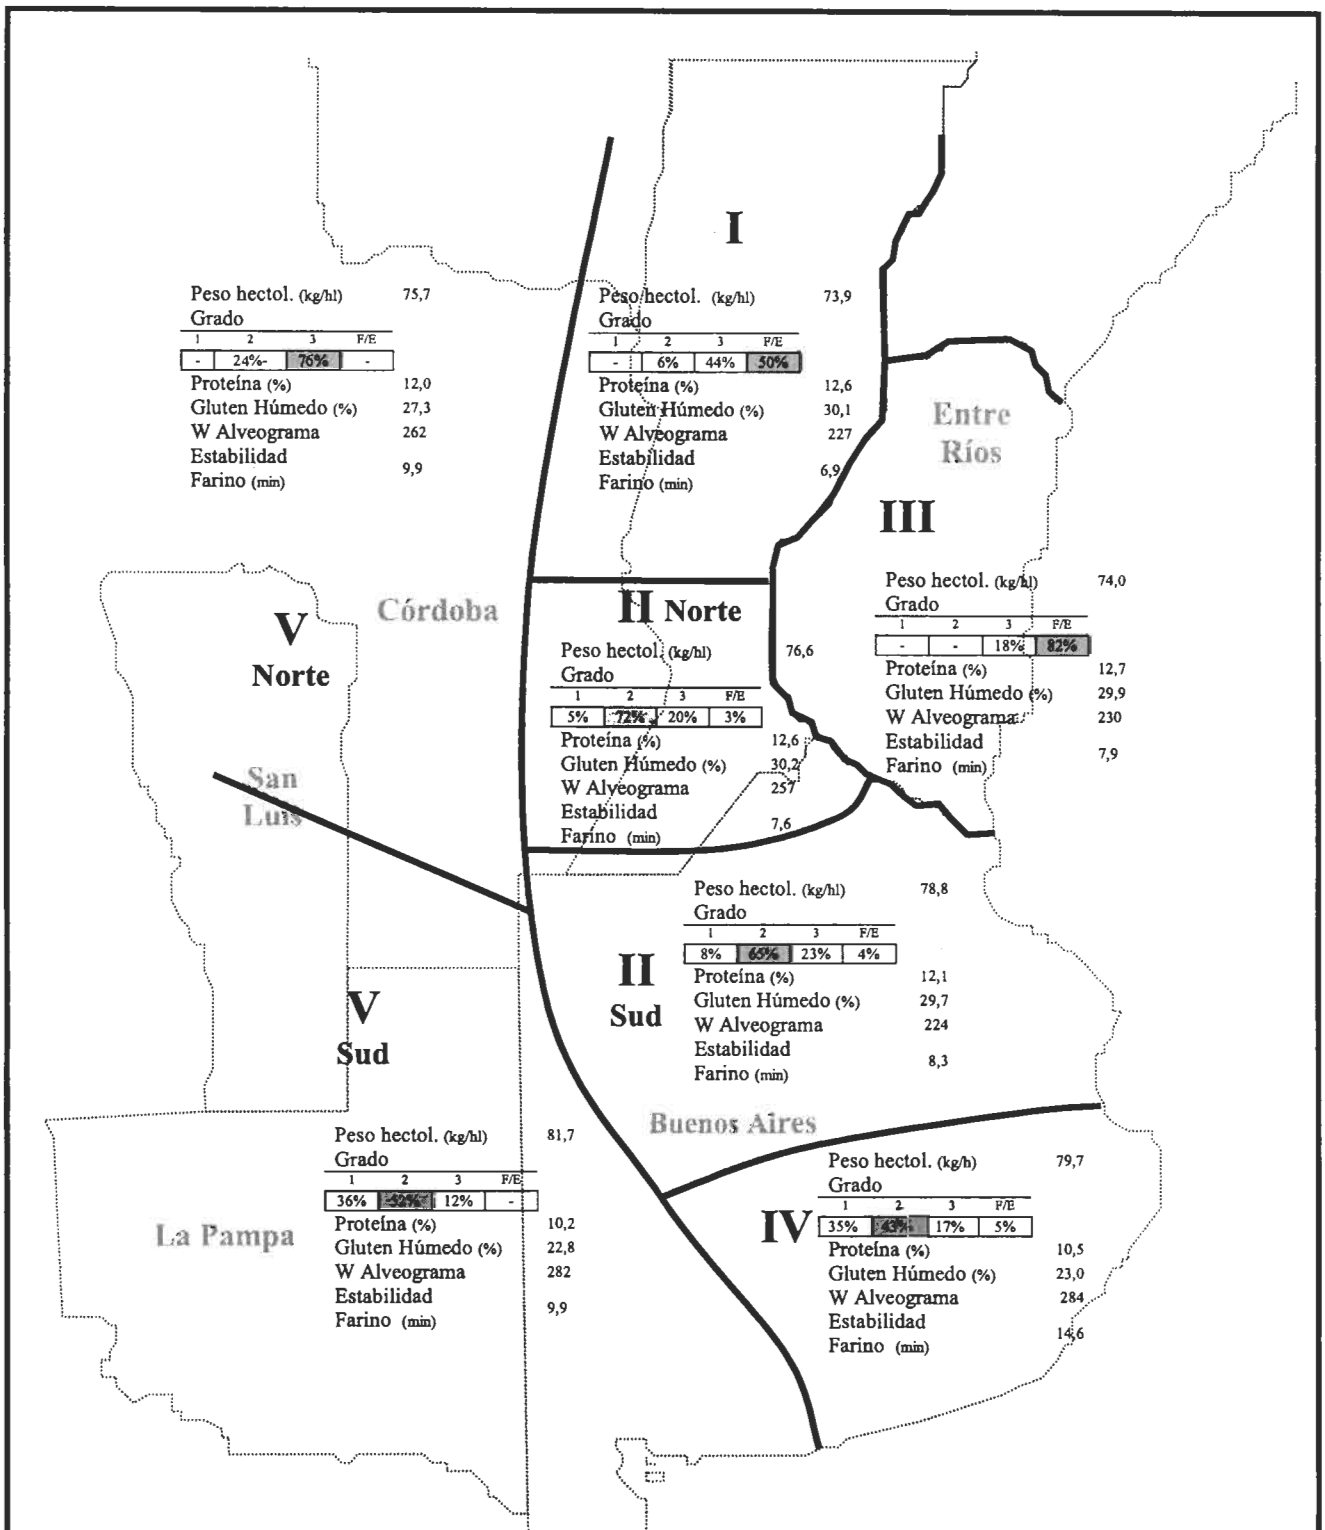 I
Peso hectol. (kg/hl) 75,7
Grado
1 2 3 F/E
- 24%- 76% -
Proteína (%) 12,0
Gluten Húmedo (%) 27,3
W Alveograma 262
Estabilidad
Farino (min) 9,9
Peso hectol. (kg/hl) 73,9
Grado
1 2 3 F/E
- 6% 44% 50%
Proteína (%) 12,6
Gluten Húmedo (%) 30,1
W Alveograma 227
Estabilidad
Farino (min) 6,9
Entre
Ríos
III
Peso hectol. (kg/hl) 74,0
Grado
1 2 3 F/E
- - 18% 82%
Proteína (%) 12,7
Gluten Húmedo (%) 29,9
W Alveograma 230
Estabilidad
Farino (min) 7,9
V
Norte
Córdoba
II Norte
Peso hectol. (kg/hl) 76,6
Grado
1 2 3 F/E
5% 72% 20% 3%
Proteína (%) 12,6
Gluten Húmedo (%) 30,2
W Alveograma 257
Estabilidad
Farino (min) 7,6
San
Luis
Peso hectol. (kg/hl) 78,8
Grado
1 2 3 F/E
8% 65% 23% 4%
Proteína (%) 12,1
Gluten Húmedo (%) 29,7
W Alveograma 224
Estabilidad
Farino (min) 8,3
II
Sud
V
Sud
Buenos Aires
Peso hectol. (kg/hl) 81,7
Grado
1 2 3 F/E
36% 52% 12% -
Proteína (%) 10,2
Gluten Húmedo (%) 22,8
W Alveograma 282
Estabilidad
Farino (min) 9,9
La Pampa
IV
Peso hectol. (kg/h) 79,7
Grado
1 2 3 F/E
35% 43% 17% 5%
Proteína (%) 10,5
Gluten Húmedo (%) 23,0
W Alveograma 284
Estabilidad
Farino (min) 14,6